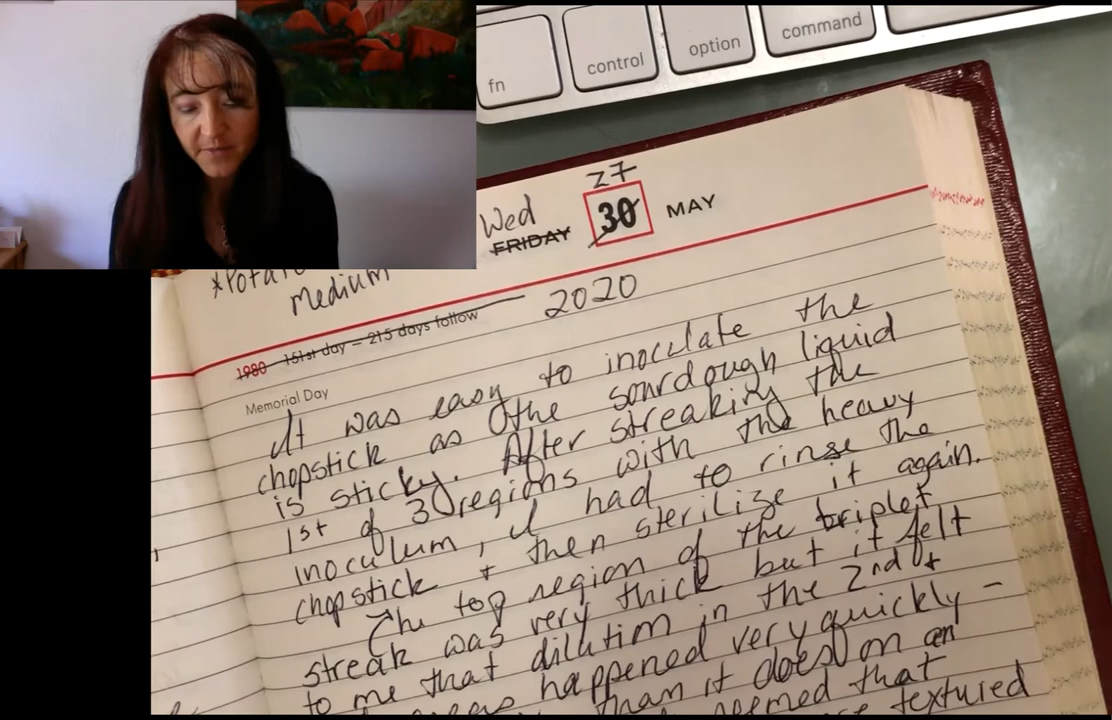 fn
control
option
command
27
Wed
FRIDAY 30 MAY
*Potato
Medium
2020
1980 151st day — 215 days follow
Memorial Day
It was easy to inoculate the
chopstick as the sourdough liquid
is sticky. After streaking the
1st of 3 regions with the heavy
inoculum, I had to rinse the
chopstick + then sterilize it again.
The top region of the triplet
streak was very thick but it felt
to me that dilution in the 2nd +
areas happened very quickly –
than it does on an
seemed that
textured